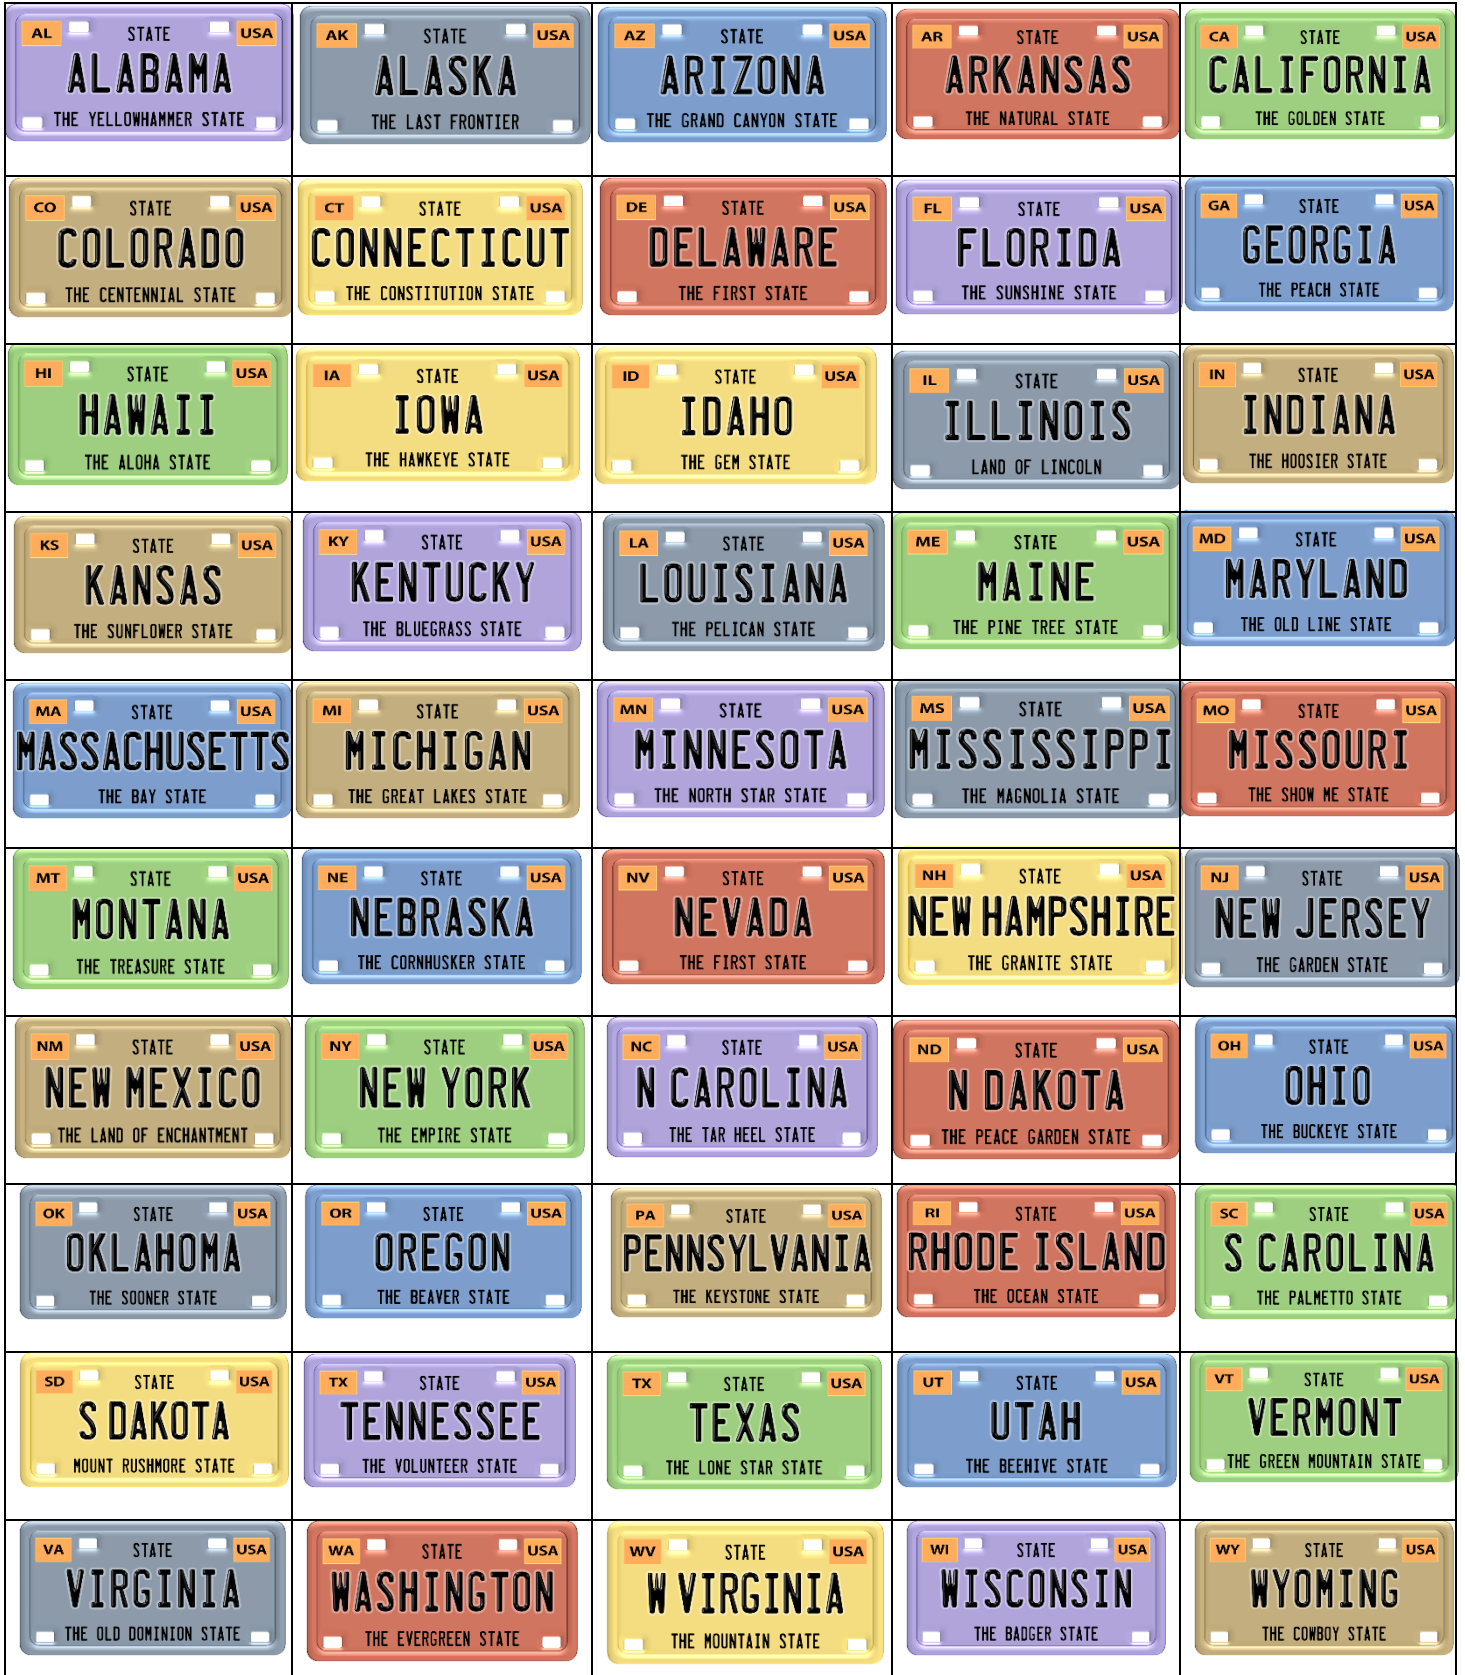 AL STATE USA
ALABAMA
THE YELLOWHAMMER STATE
AK STATE USA
ALASKA
THE LAST FRONTIER
AZ STATE USA
ARIZONA
THE GRAND CANYON STATE
AR STATE USA
ARKANSAS
THE NATURAL STATE
CA STATE USA
CALIFORNIA
THE GOLDEN STATE
CO STATE USA
COLORADO
THE CENTENNIAL STATE
CT STATE USA
CONNECTICUT
THE CONSTITUTION STATE
DE STATE USA
DELAWARE
THE FIRST STATE
FL STATE USA
FLORIDA
THE SUNSHINE STATE
GA STATE USA
GEORGIA
THE PEACH STATE
HI STATE USA
HAWAII
THE ALOHA STATE
IA STATE USA
IOWA
THE HAWKEYE STATE
ID STATE USA
IDAHO
THE GEM STATE
IL STATE USA
ILLINOIS
LAND OF LINCOLN
IN STATE USA
INDIANA
THE HOOSIER STATE
KS STATE USA
KANSAS
THE SUNFLOWER STATE
KY STATE USA
KENTUCKY
THE BLUEGRASS STATE
LA STATE USA
LOUISIANA
THE PELICAN STATE
ME STATE USA
MAINE
THE PINE TREE STATE
MD STATE USA
MARYLAND
THE OLD LINE STATE
MA STATE USA
MASSACHUSETTS
THE BAY STATE
MI STATE USA
MICHIGAN
THE GREAT LAKES STATE
MN STATE USA
MINNESOTA
THE NORTH STAR STATE
MS STATE USA
MISSISSIPPI
THE MAGNOLIA STATE
MO STATE USA
MISSOURI
THE SHOW ME STATE
MT STATE USA
MONTANA
THE TREASURE STATE
NE STATE USA
NEBRASKA
THE CORNHUSKER STATE
NV STATE USA
NEVADA
THE FIRST STATE
NH STATE USA
NEW HAMPSHIRE
THE GRANITE STATE
NJ STATE USA
NEW JERSEY
THE GARDEN STATE
NM STATE USA
NEW MEXICO
THE LAND OF ENCHANTMENT
NY STATE USA
NEW YORK
THE EMPIRE STATE
NC STATE USA
N CAROLINA
THE TAR HEEL STATE
ND STATE USA
N DAKOTA
THE PEACE GARDEN STATE
OH STATE USA
OHIO
THE BUCKEYE STATE
OK STATE USA
OKLAHOMA
THE SOONER STATE
OR STATE USA
OREGON
THE BEAVER STATE
PA STATE USA
PENNSYLVANIA
THE KEYSTONE STATE
RI STATE USA
RHODE ISLAND
THE OCEAN STATE
SC STATE USA
S CAROLINA
THE PALMETTO STATE
SD STATE USA
S DAKOTA
MOUNT RUSHMORE STATE
TX STATE USA
TENNESSEE
THE VOLUNTEER STATE
TX STATE USA
TEXAS
THE LONE STAR STATE
UT STATE USA
UTAH
THE BEEHIVE STATE
VT STATE USA
VERMONT
THE GREEN MOUNTAIN STATE
VA STATE USA
VIRGINIA
THE OLD DOMINION STATE
WA STATE USA
WASHINGTON
THE EVERGREEN STATE
WV STATE USA
W VIRGINIA
THE MOUNTAIN STATE
WI STATE USA
WISCONSIN
THE BADGER STATE
WY STATE USA
WYOMING
THE COWBOY STATE